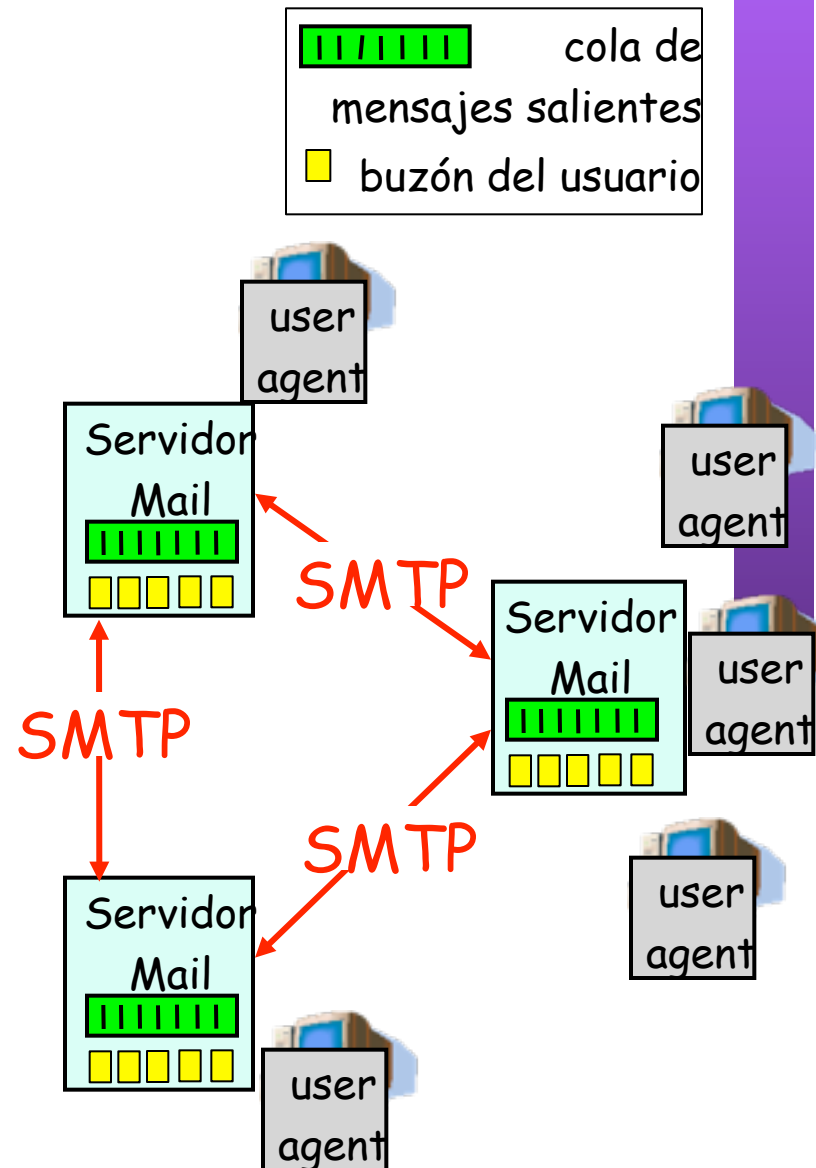 cola de
mensajes salientes
buzón del usuario
user
agent
Servidor
Mail
user
agent
SMTP
Servidor
Mail
user
agent
SMTP
SMTP
Servidor
Mail
user
agent
user
agent